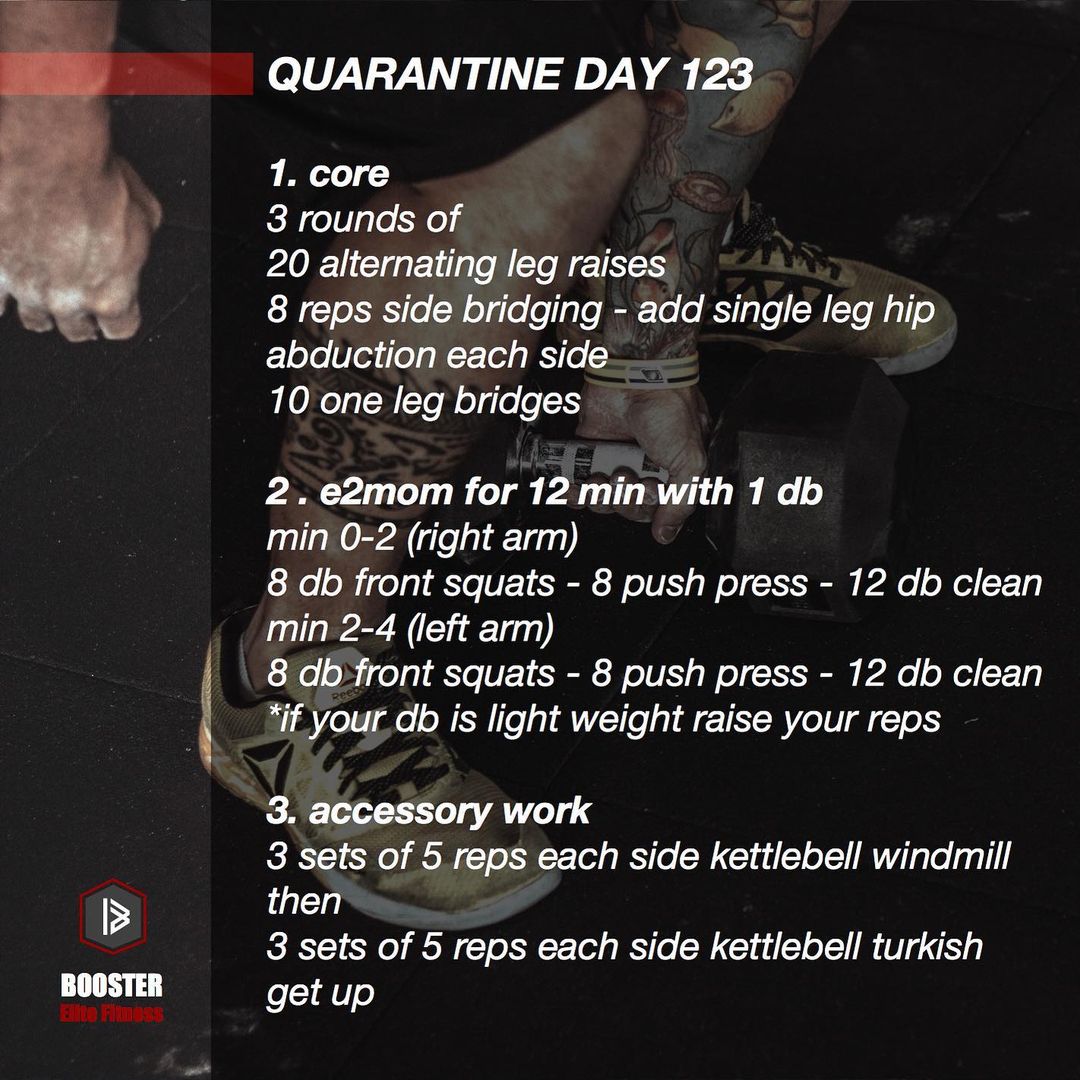 QUARANTINE DAY 123
1. core
3 rounds of
20 alternating leg raises
8 reps side bridging - add single leg hip
abduction each side
10 one leg bridges
2 . e2mom for 12 min with 1 db
min 0-2 (right arm)
8 db front squats - 8 push press - 12 db clean
min 2-4 (left arm)
8 db front squats - 8 push press - 12 db clean
*if your db is light weight raise your reps
Reebok
3. accessory work
3 sets of 5 reps each side kettlebell windmill
then
3 sets of 5 reps each side kettlebell turkish
get up
BOOSTER
Elite Fitness